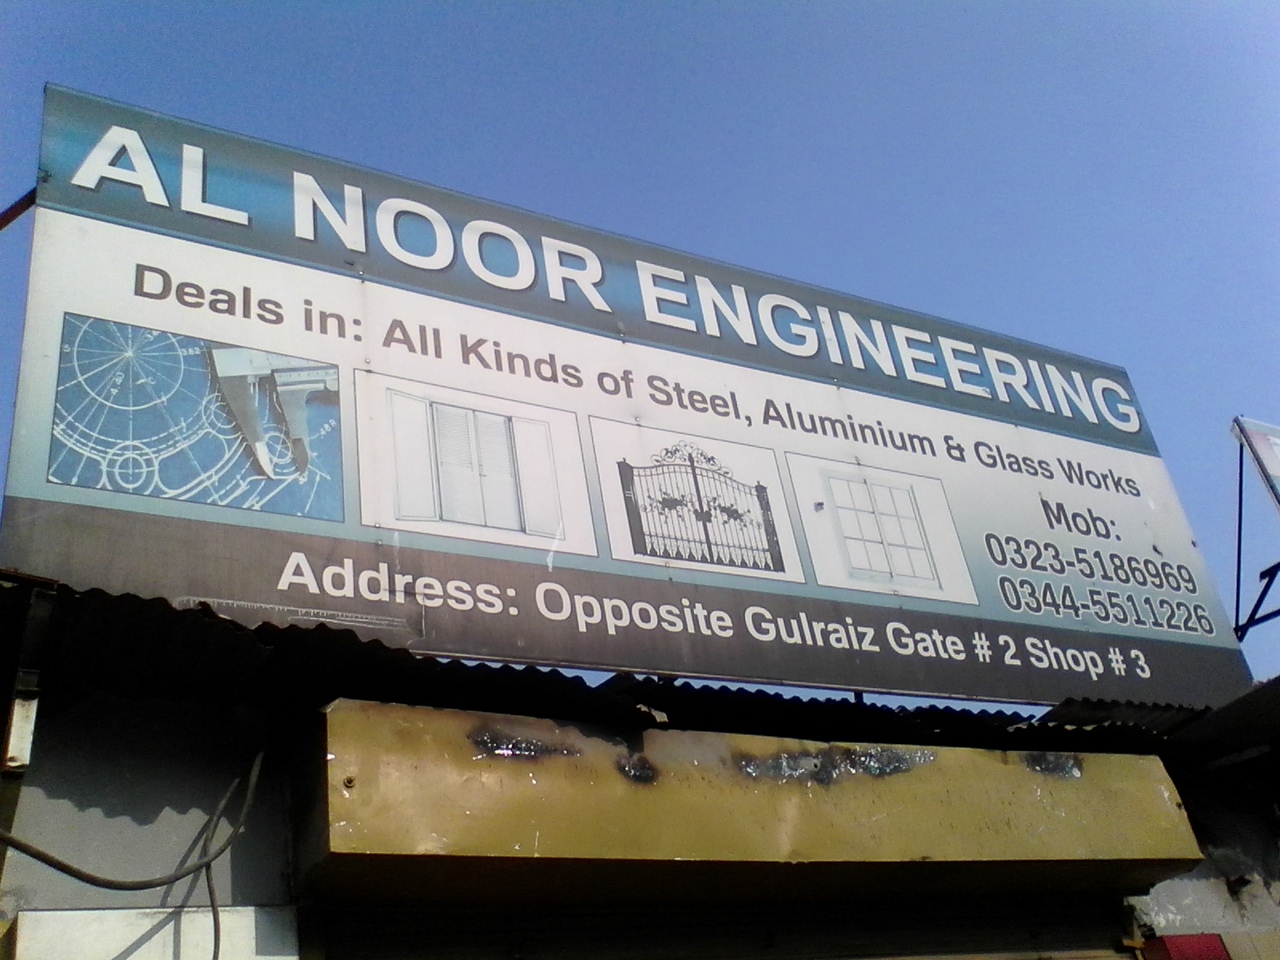 AL NOOR ENGINEERING
Deals in: All Kinds of Steel, Aluminium & Glass Works
Mob:
0323-5186969
0344-5511226
Address: Opposite Gulraiz Gate # 2 Shop # 3